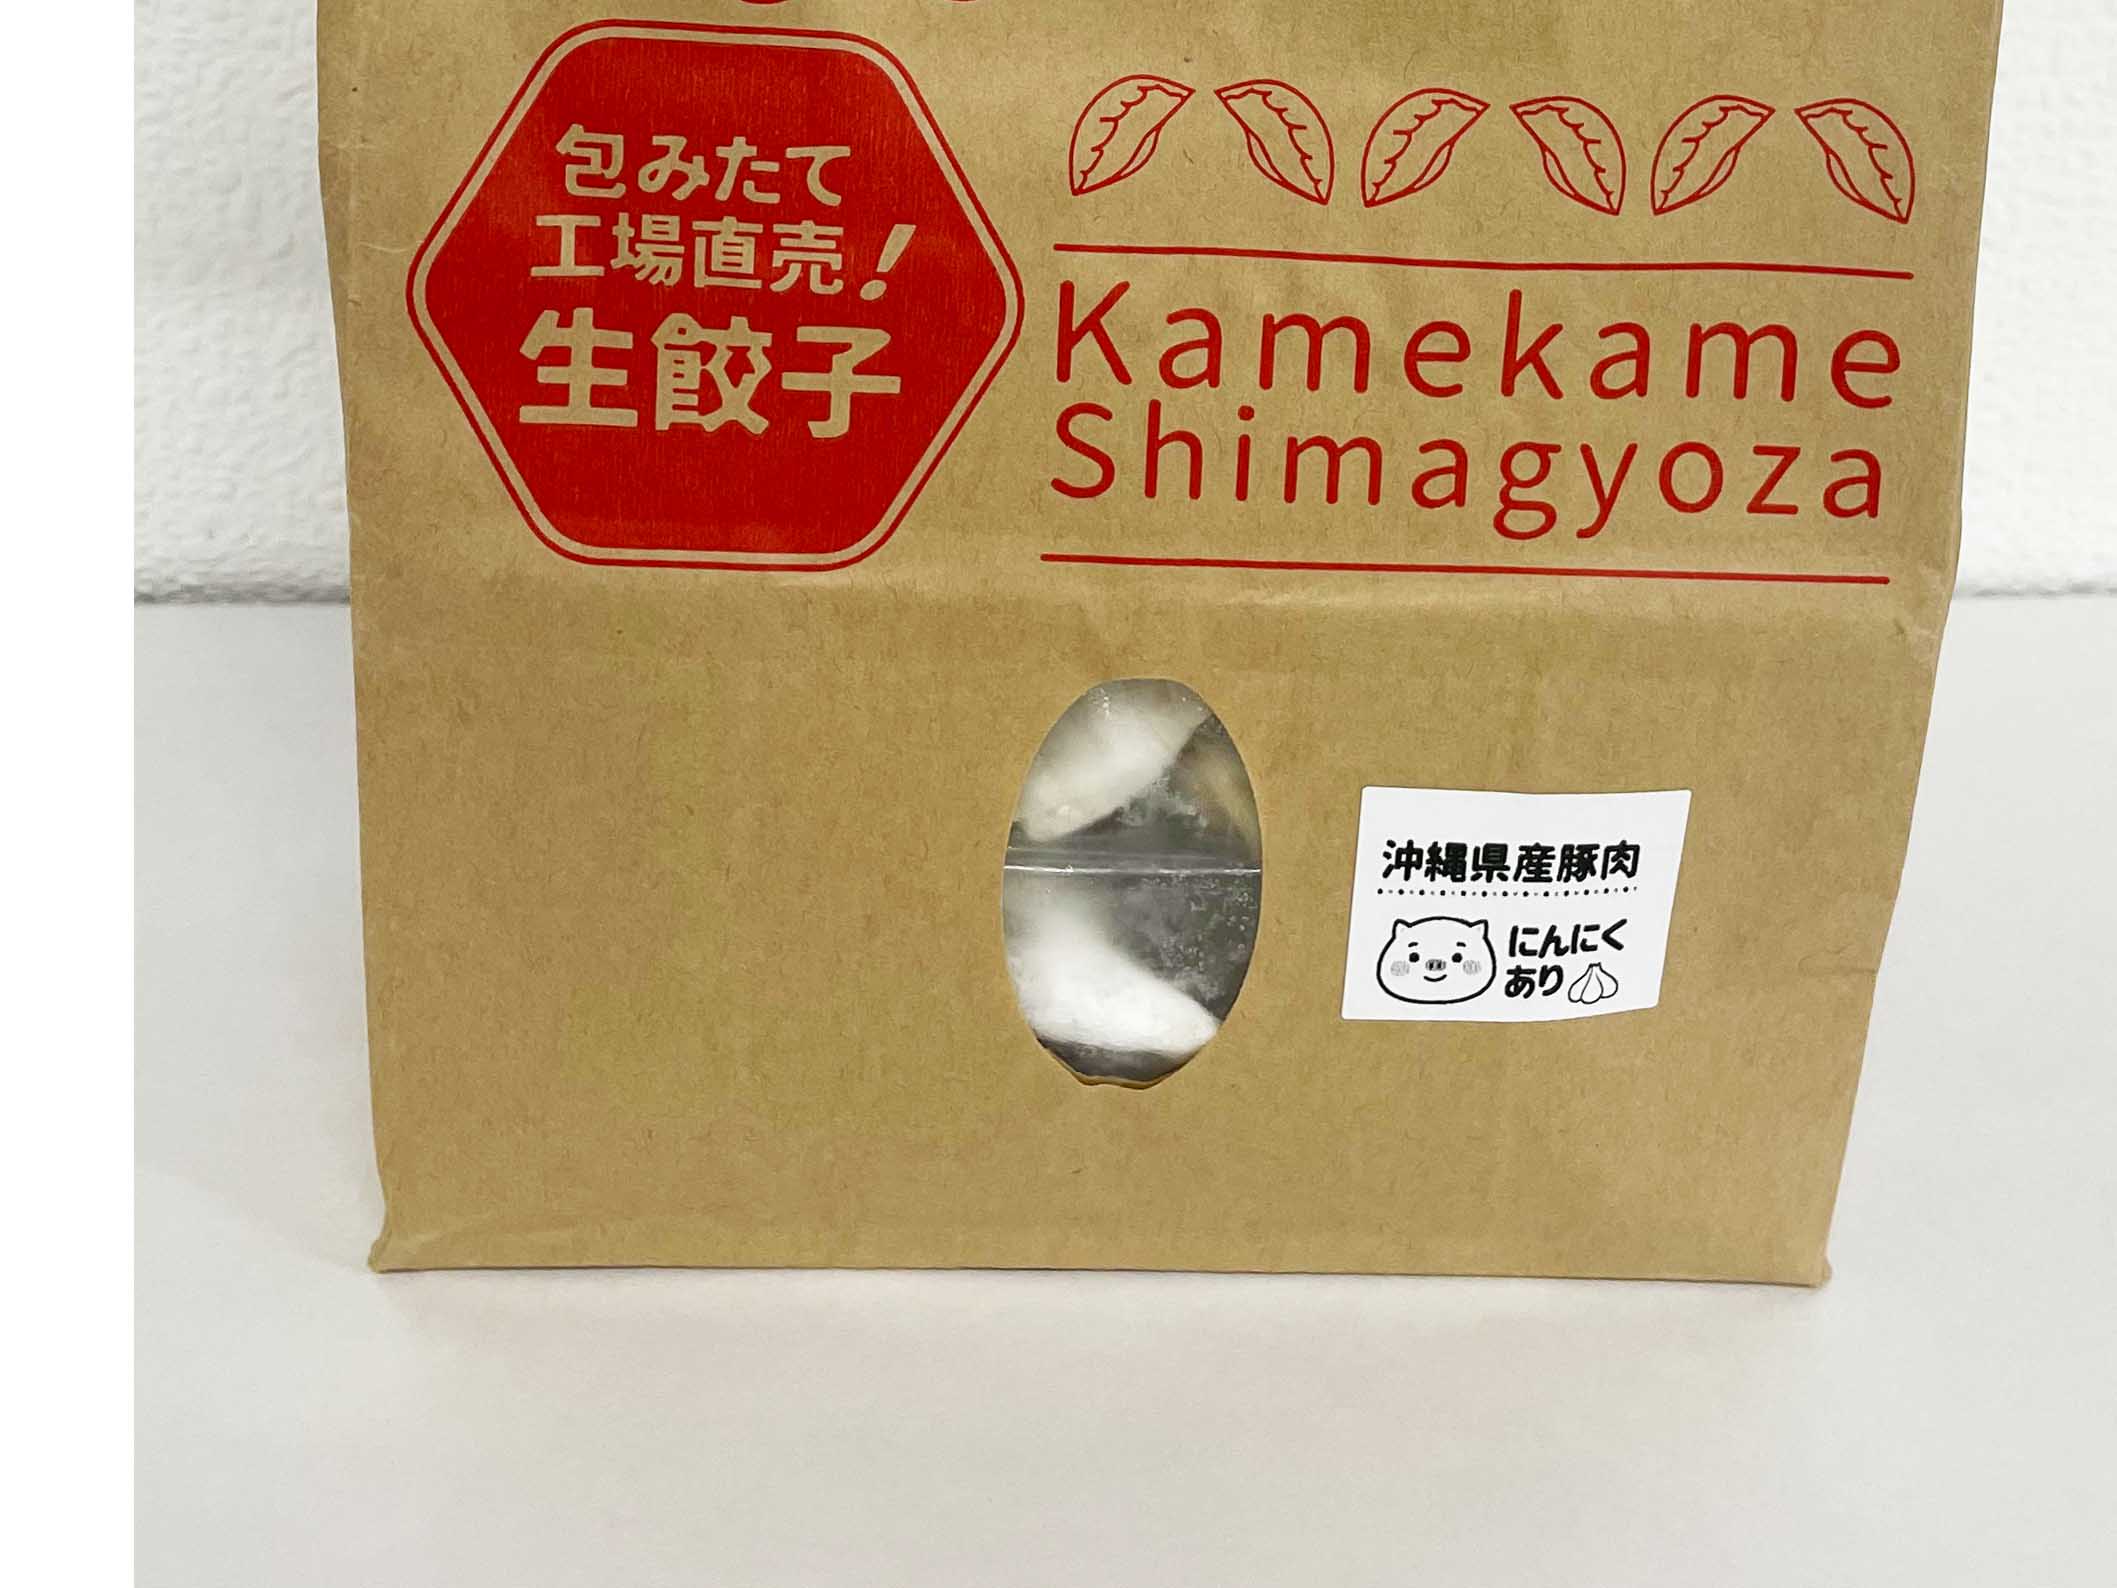 包みたて
工場直売!
生餃子
Kamekame
Shimagyoza
沖縄県産豚肉
にんにく
あり